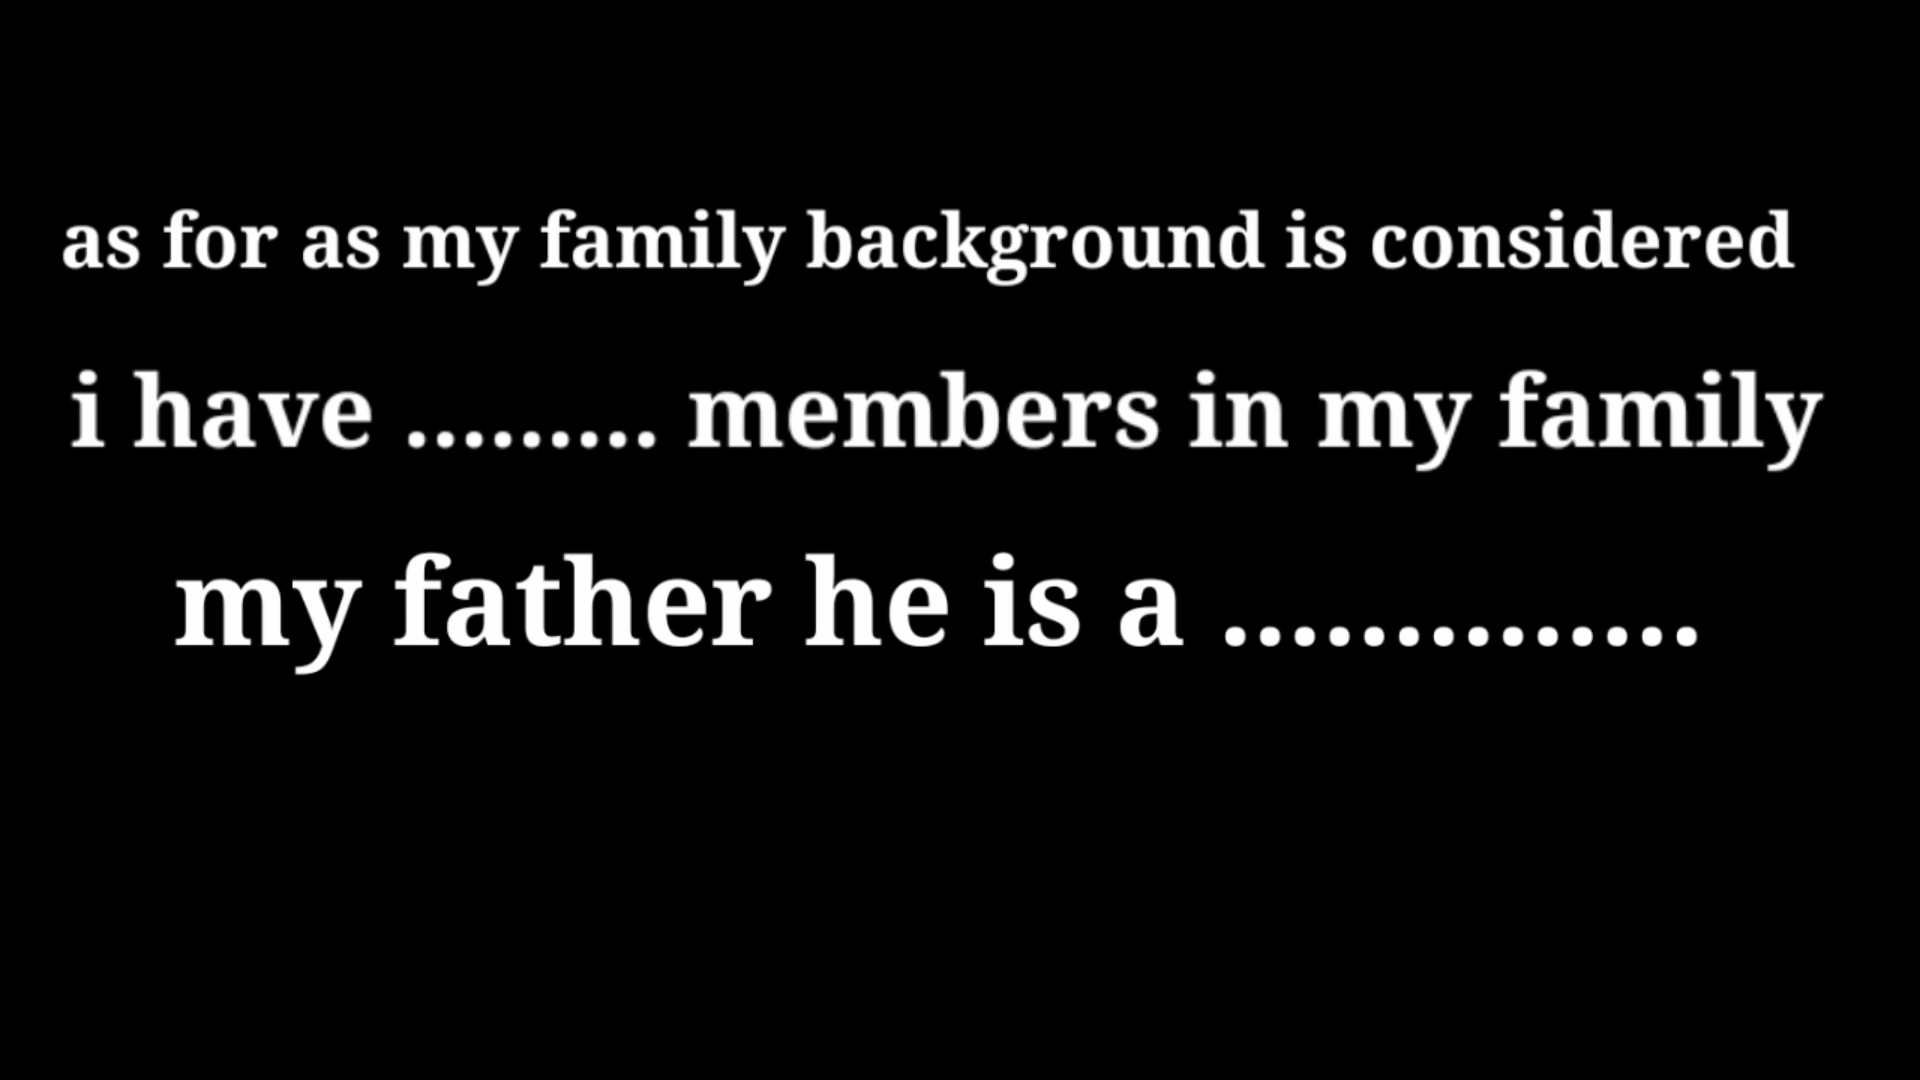 as for as my family background is considered
i have ......... members in my family
my father he is a ..............